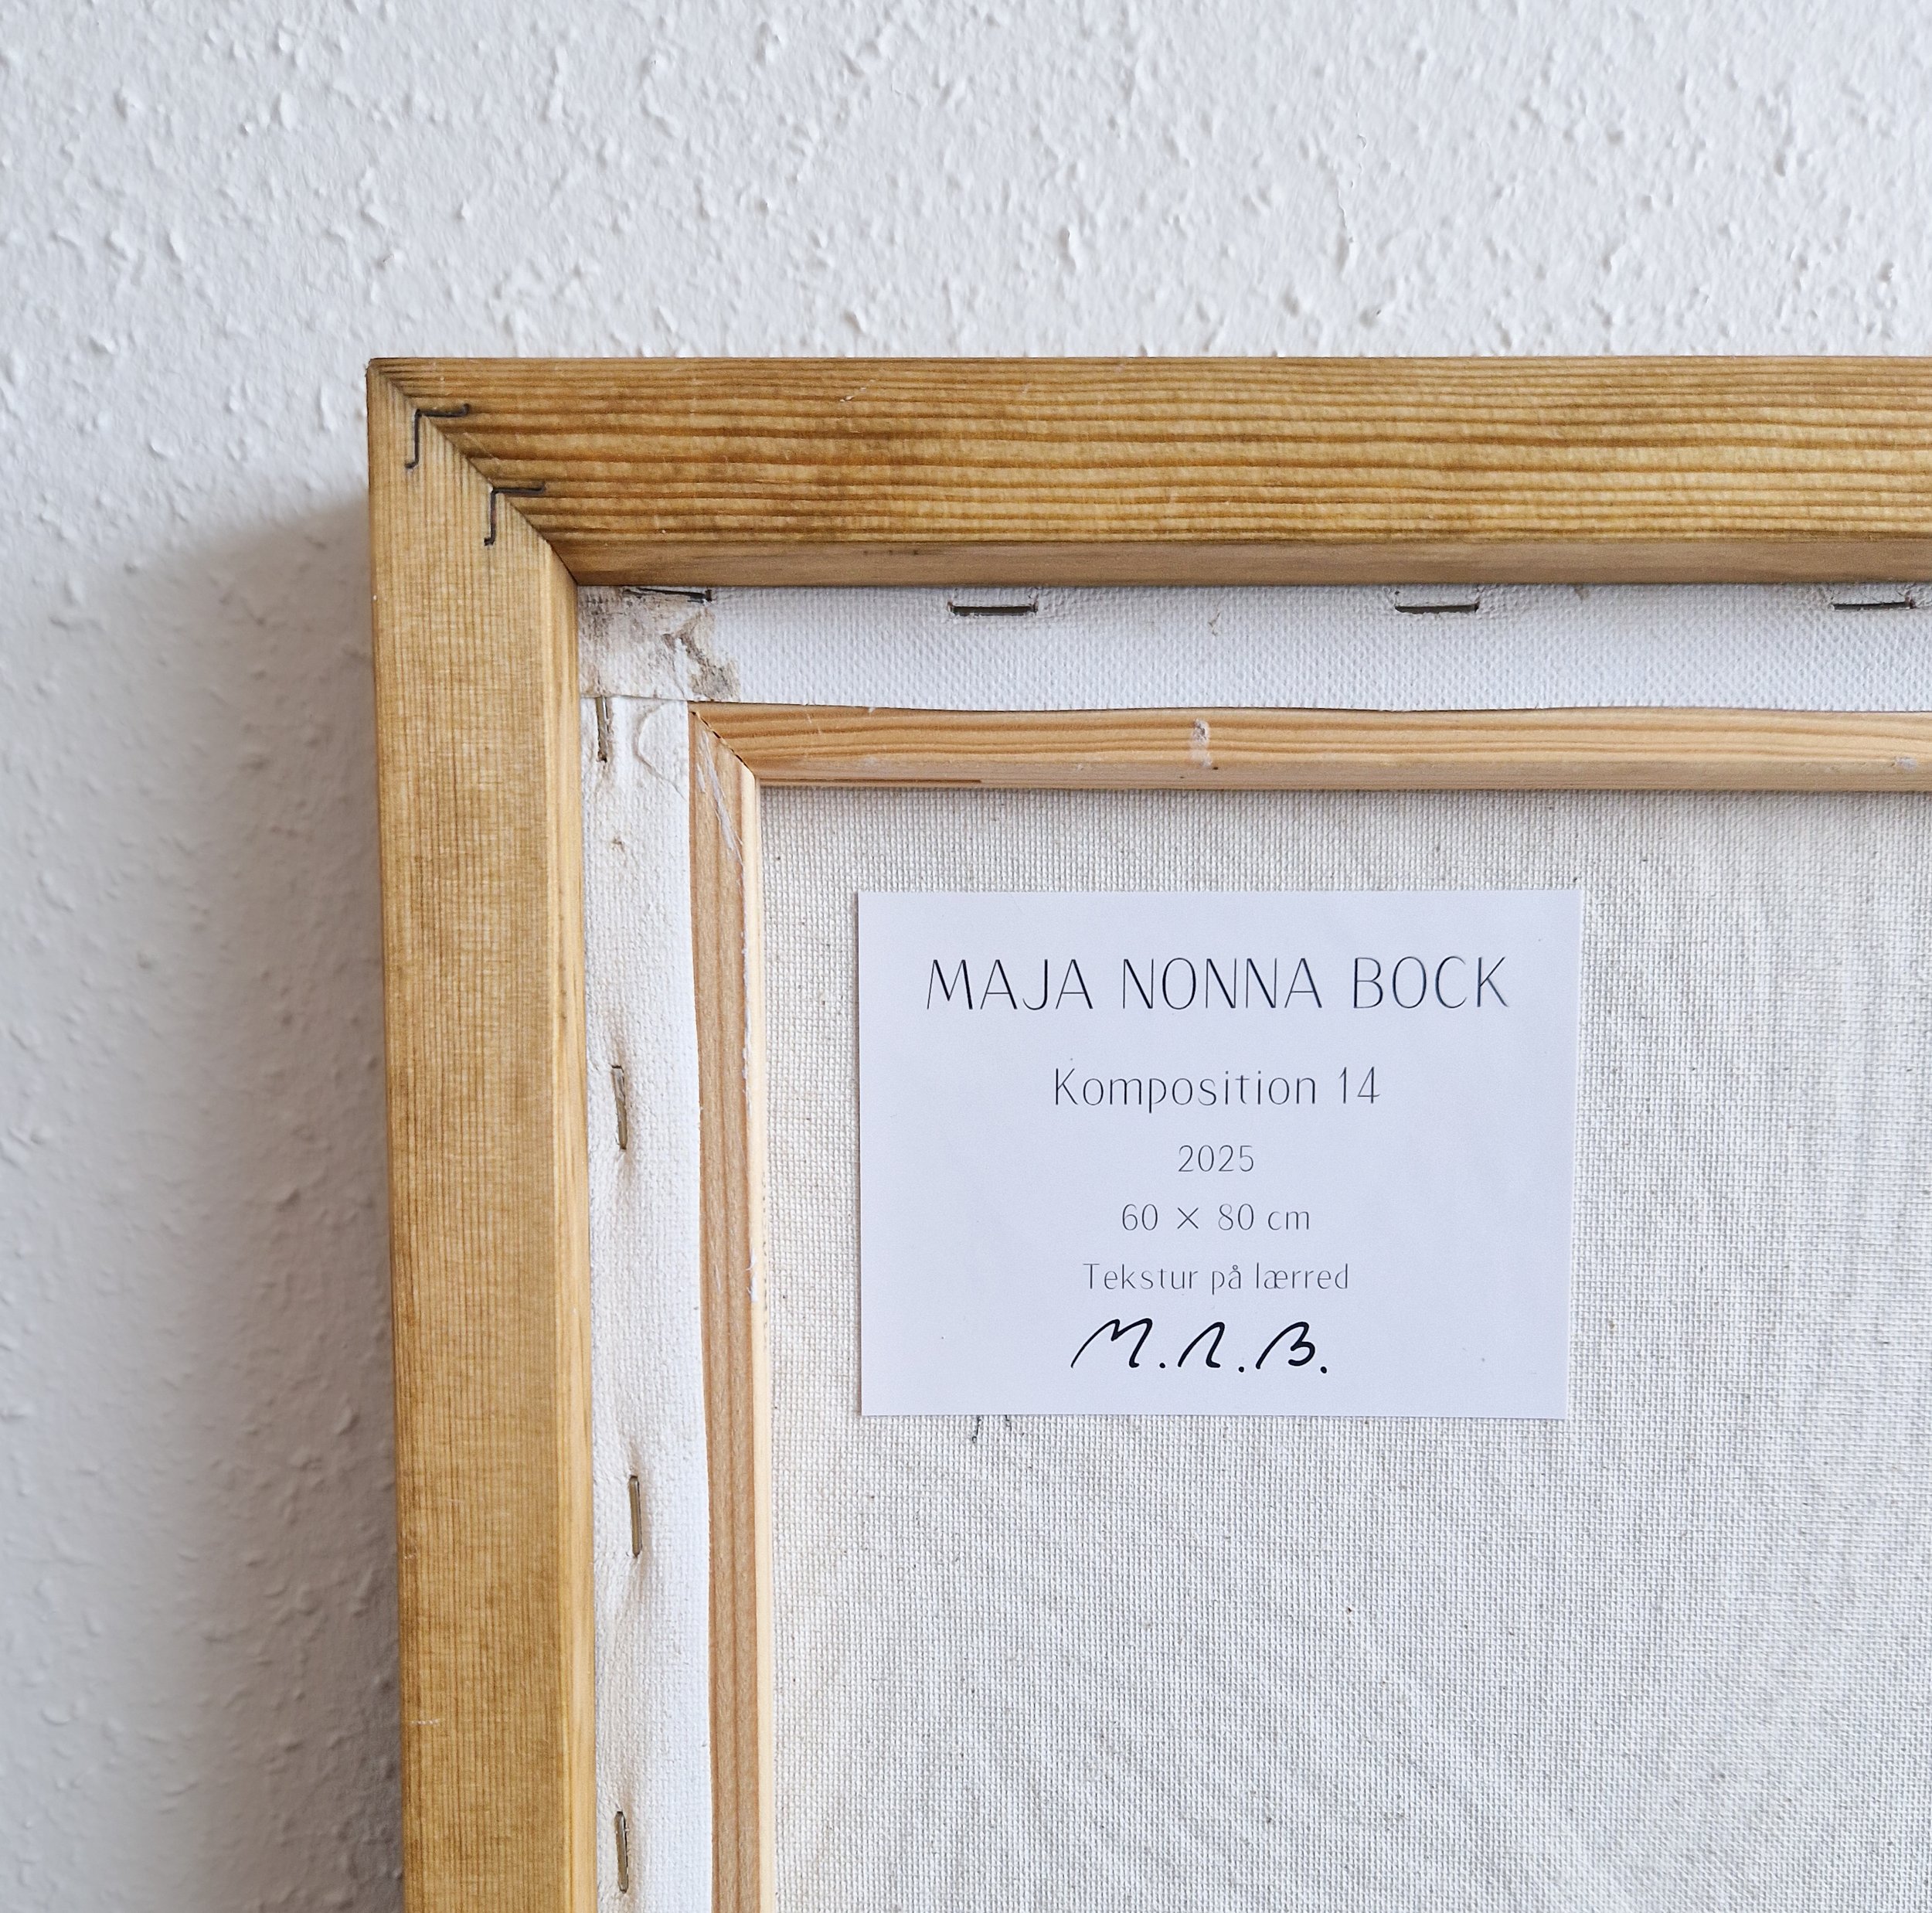 MAJA NONNA BOCK
Komposition 14
2025
60 × 80 cm
Tekstur på lærred
M.N.B.